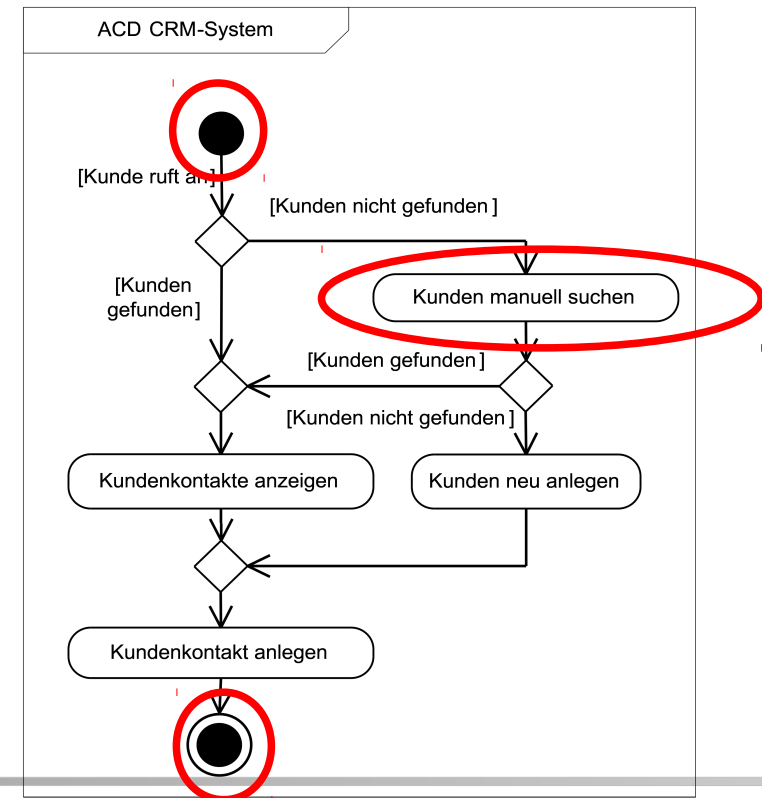 ACD CRM-System
[Kunde ruft an]
[Kunden nicht gefunden]
[Kunden
gefunden]
Kunden manuell suchen
[Kunden gefunden]
[Kunden nicht gefunden]
Kundenkontakte anzeigen
Kunden neu anlegen
Kundenkontakt anlegen